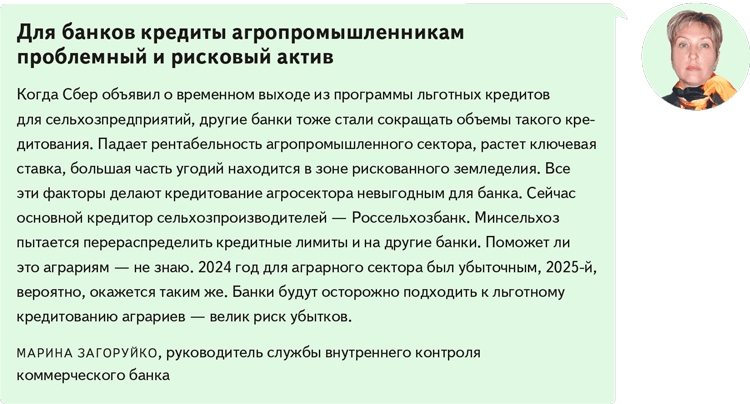 Для банков кредиты агропромышленникам
проблемный и рисковый актив
Когда Сбер объявил о временном выходе из программы льготных кредитов
для сельхозпредприятий, другие банки тоже стали сокращать объемы такого кре-
дитования. Падает рентабельность агропромышленного сектора, растет ключевая
ставка, большая часть угодий находится в зоне рискованного земледелия. Все
эти факторы делают кредитование агросектора невыгодным для банка. Сейчас
основной кредитор сельхозпроизводителей — Россельхозбанк. Минсельхоз
пытается перераспределить кредитные лимиты и на другие банки. Поможет ли
это аграриям — не знаю. 2024 год для аграрного сектора был убыточным, 2025-й,
вероятно, окажется таким же. Банки будут осторожно подходить к льготному
кредитованию аграриев — велик риск убытков.
МАРИНА ЗАГОРУЙКО, руководитель службы внутреннего контроля
коммерческого банка